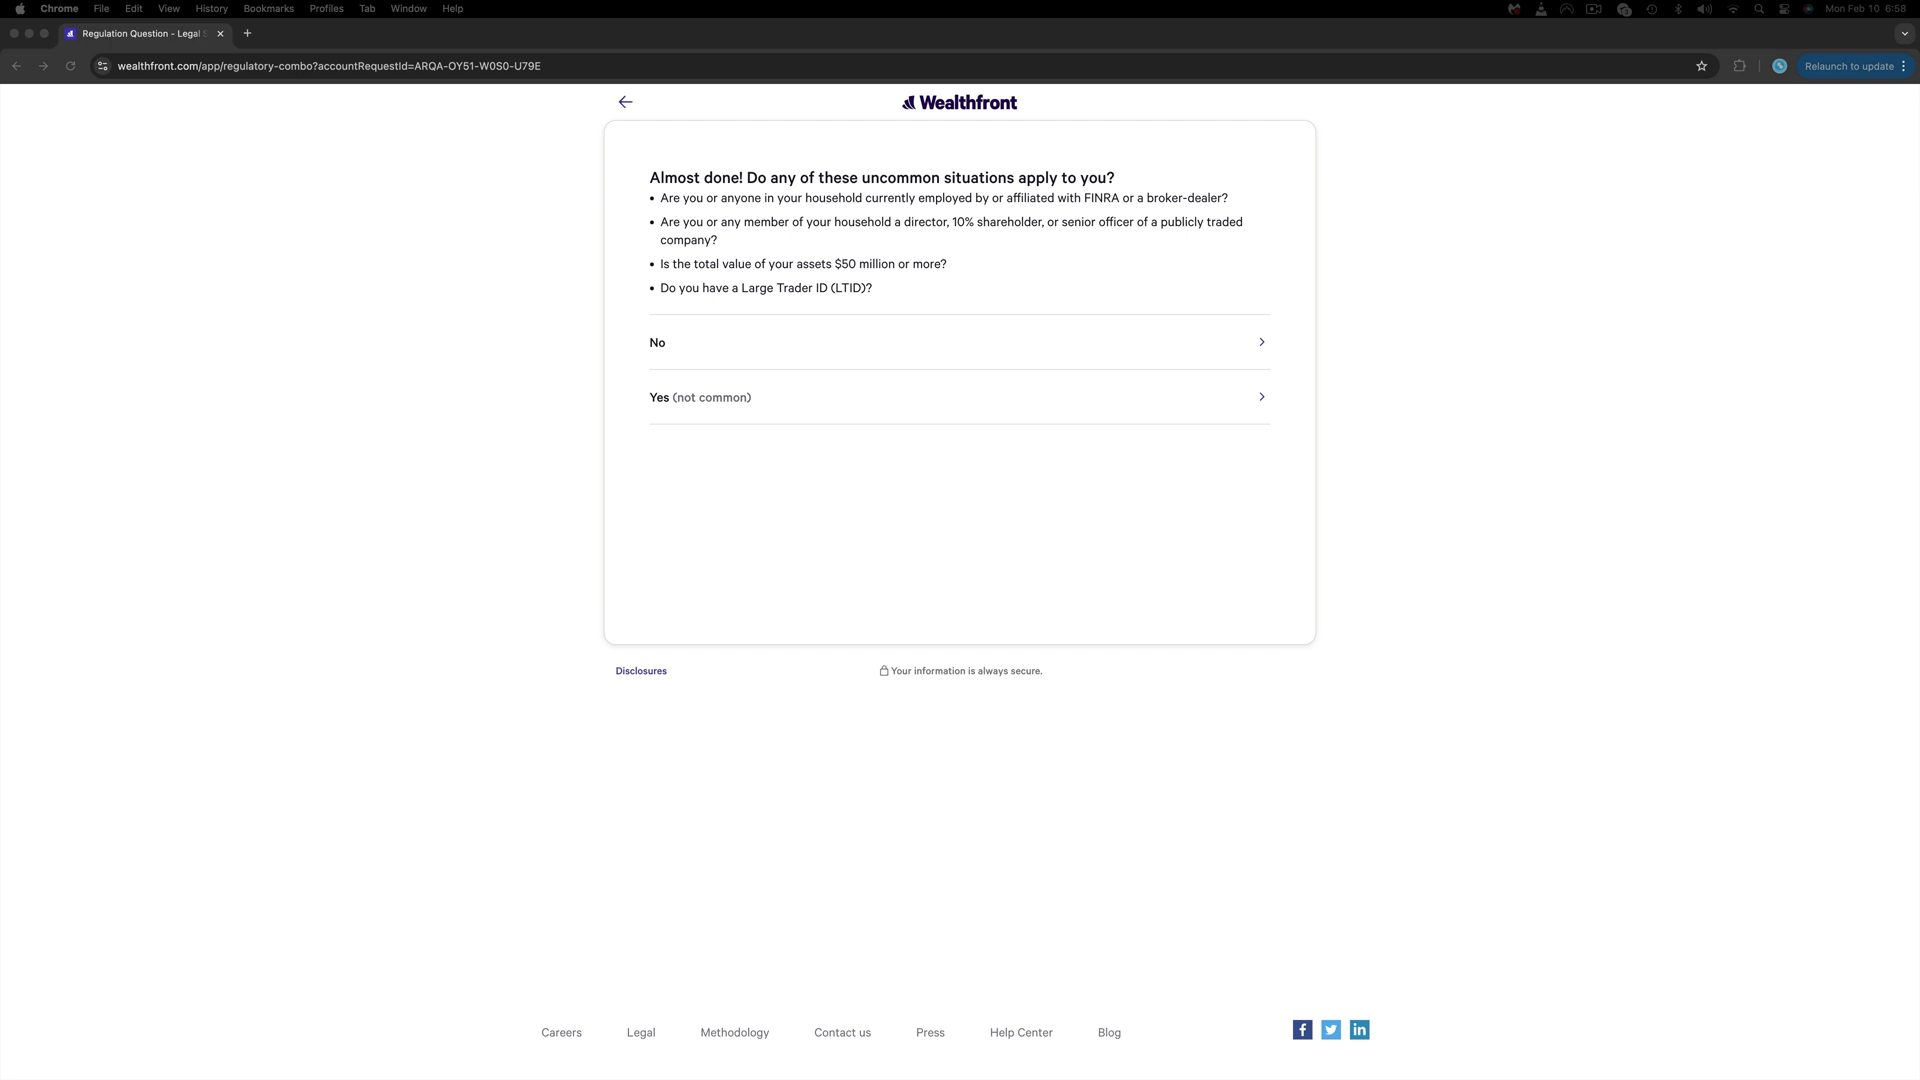 Chrome File Edit View History Bookmarks Profiles Tab Window Help Mon Feb 10 6:58
Regulation Question - Legal
wealthfront.com/app/regulatory-combo?accountRequestId=ARQA-OY51-W0S0-U79E
Relaunch to update
Wealthfront
Almost done! Do any of these uncommon situations apply to you?
• Are you or anyone in your household currently employed by or affiliated with FINRA or a broker-dealer?
• Are you or any member of your household a director, 10% shareholder, or senior officer of a publicly traded
company?
• Is the total value of your assets $50 million or more?
• Do you have a Large Trader ID (LTID)?
No
Yes (not common)
Disclosures
Your information is always secure.
Careers Legal Methodology Contact us Press Help Center Blog